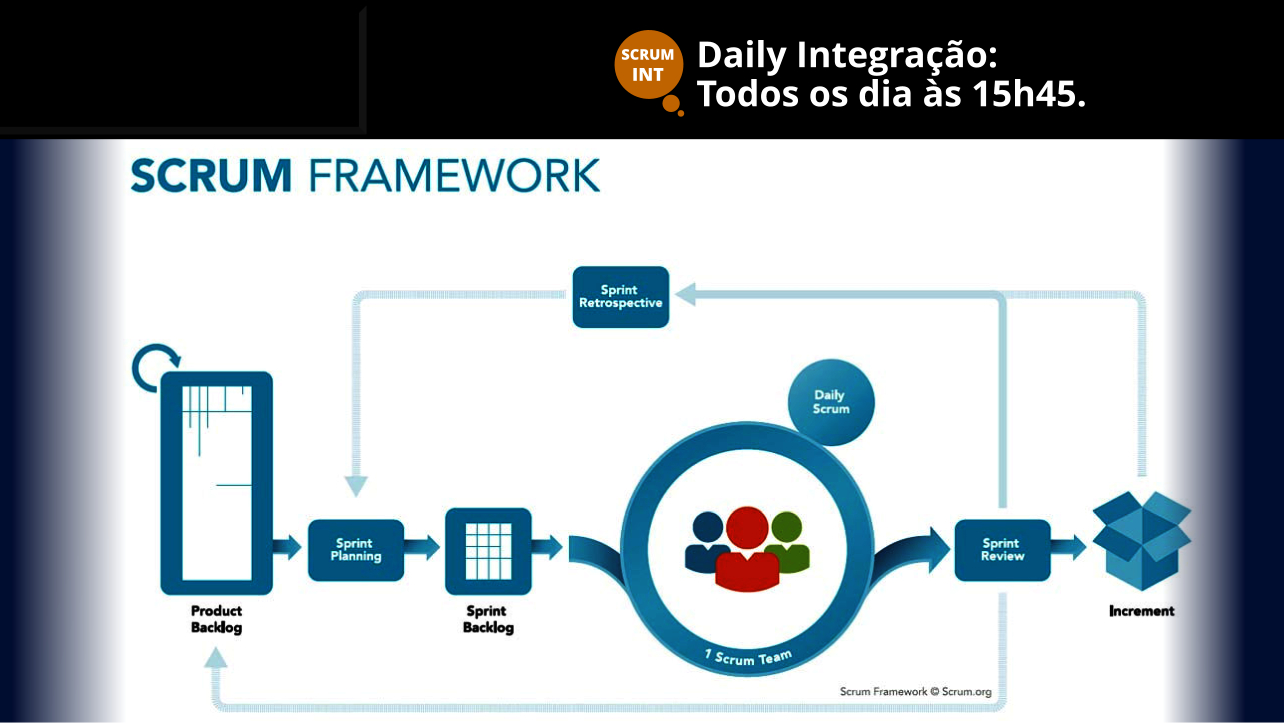 SCRUM
INT
Daily Integração:
Todos os dia às 15h45.
SCRUM FRAMEWORK
Sprint
Retrospective
Daily
Scrum
Sprint
Planning
Sprint
Review
Product
Backlog
Sprint
Backlog
Increment
1 Scrum Team
Scrum Framework © Scrum.org